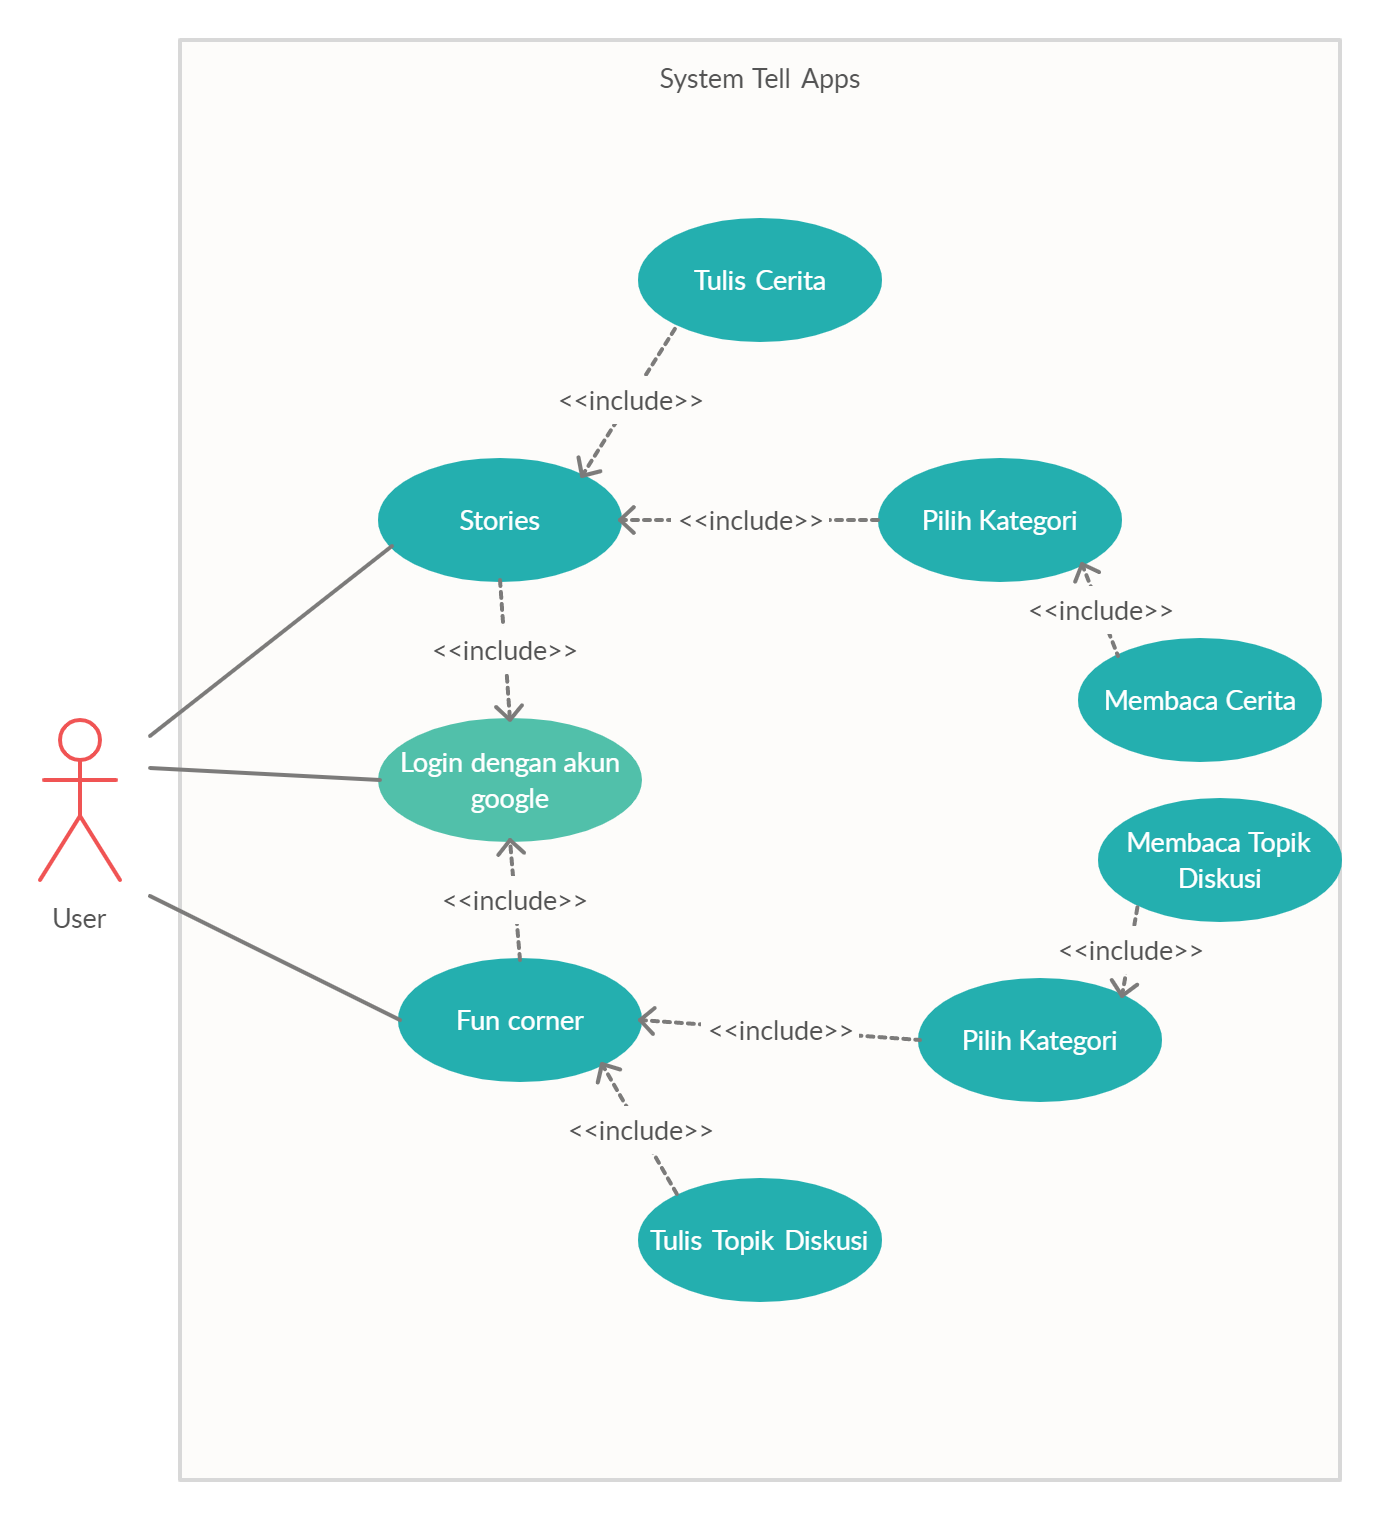 System Tell Apps
Tulis Cerita
<<include>>
Stories
<<include>>
Pilih Kategori
<<include>>
<<include>>
Membaca Cerita
Login dengan akun
google
Membaca Topik
Diskusi
<<include>>
User
<<include>>
Fun corner
<<include>>
Pilih Kategori
<<include>>
Tulis Topik Diskusi